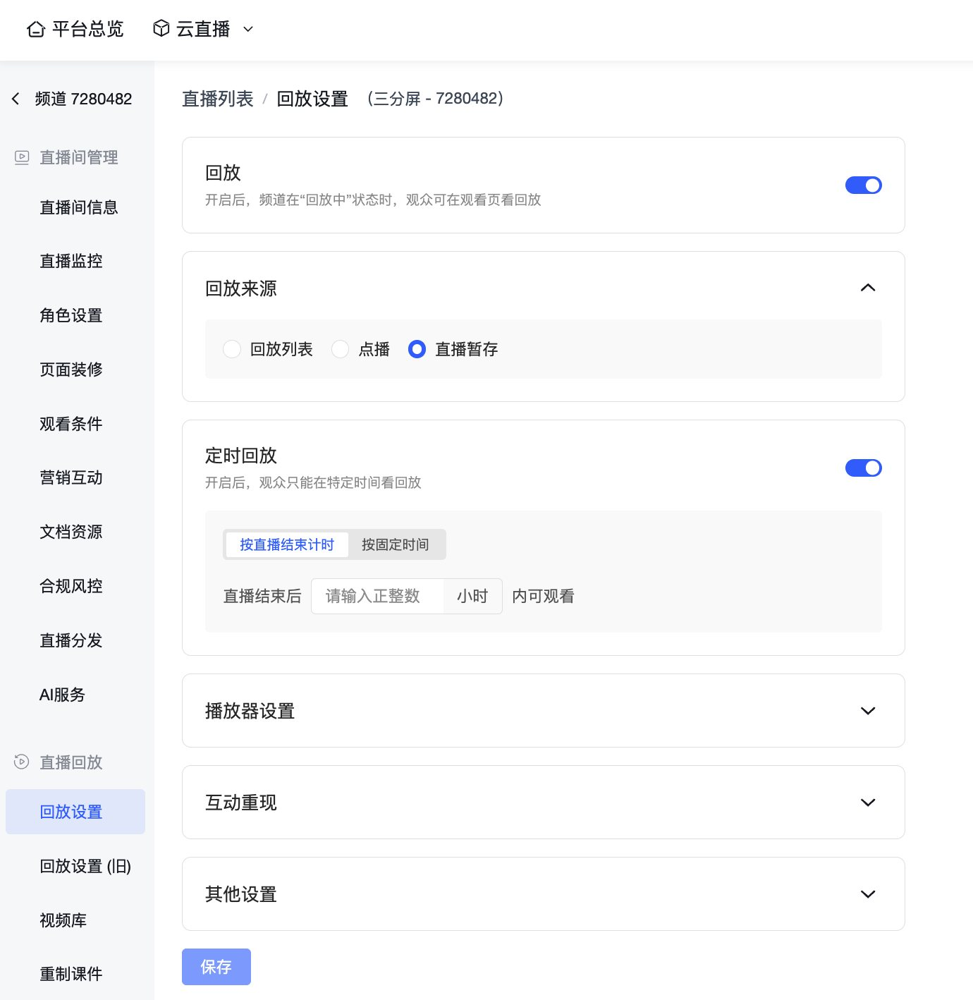 平台总览 云直播
频道 7280482
直播间管理
直播间信息
直播监控
角色设置
页面装修
观看条件
营销互动
文档资源
合规风控
直播分发
AI服务
直播回放
回放设置
回放设置 (旧)
视频库
重制课件
直播列表 / 回放设置 (三分屏 - 7280482)
回放
开启后，频道在“回放中”状态时，观众可在观看页看回放
回放来源
回放列表 点播 直播暂存
定时回放
开启后，观众只能在特定时间看回放
按直播结束计时 按固定时间
直播结束后 请输入正整数 小时 内可观看
播放器设置
互动重现
其他设置
保存